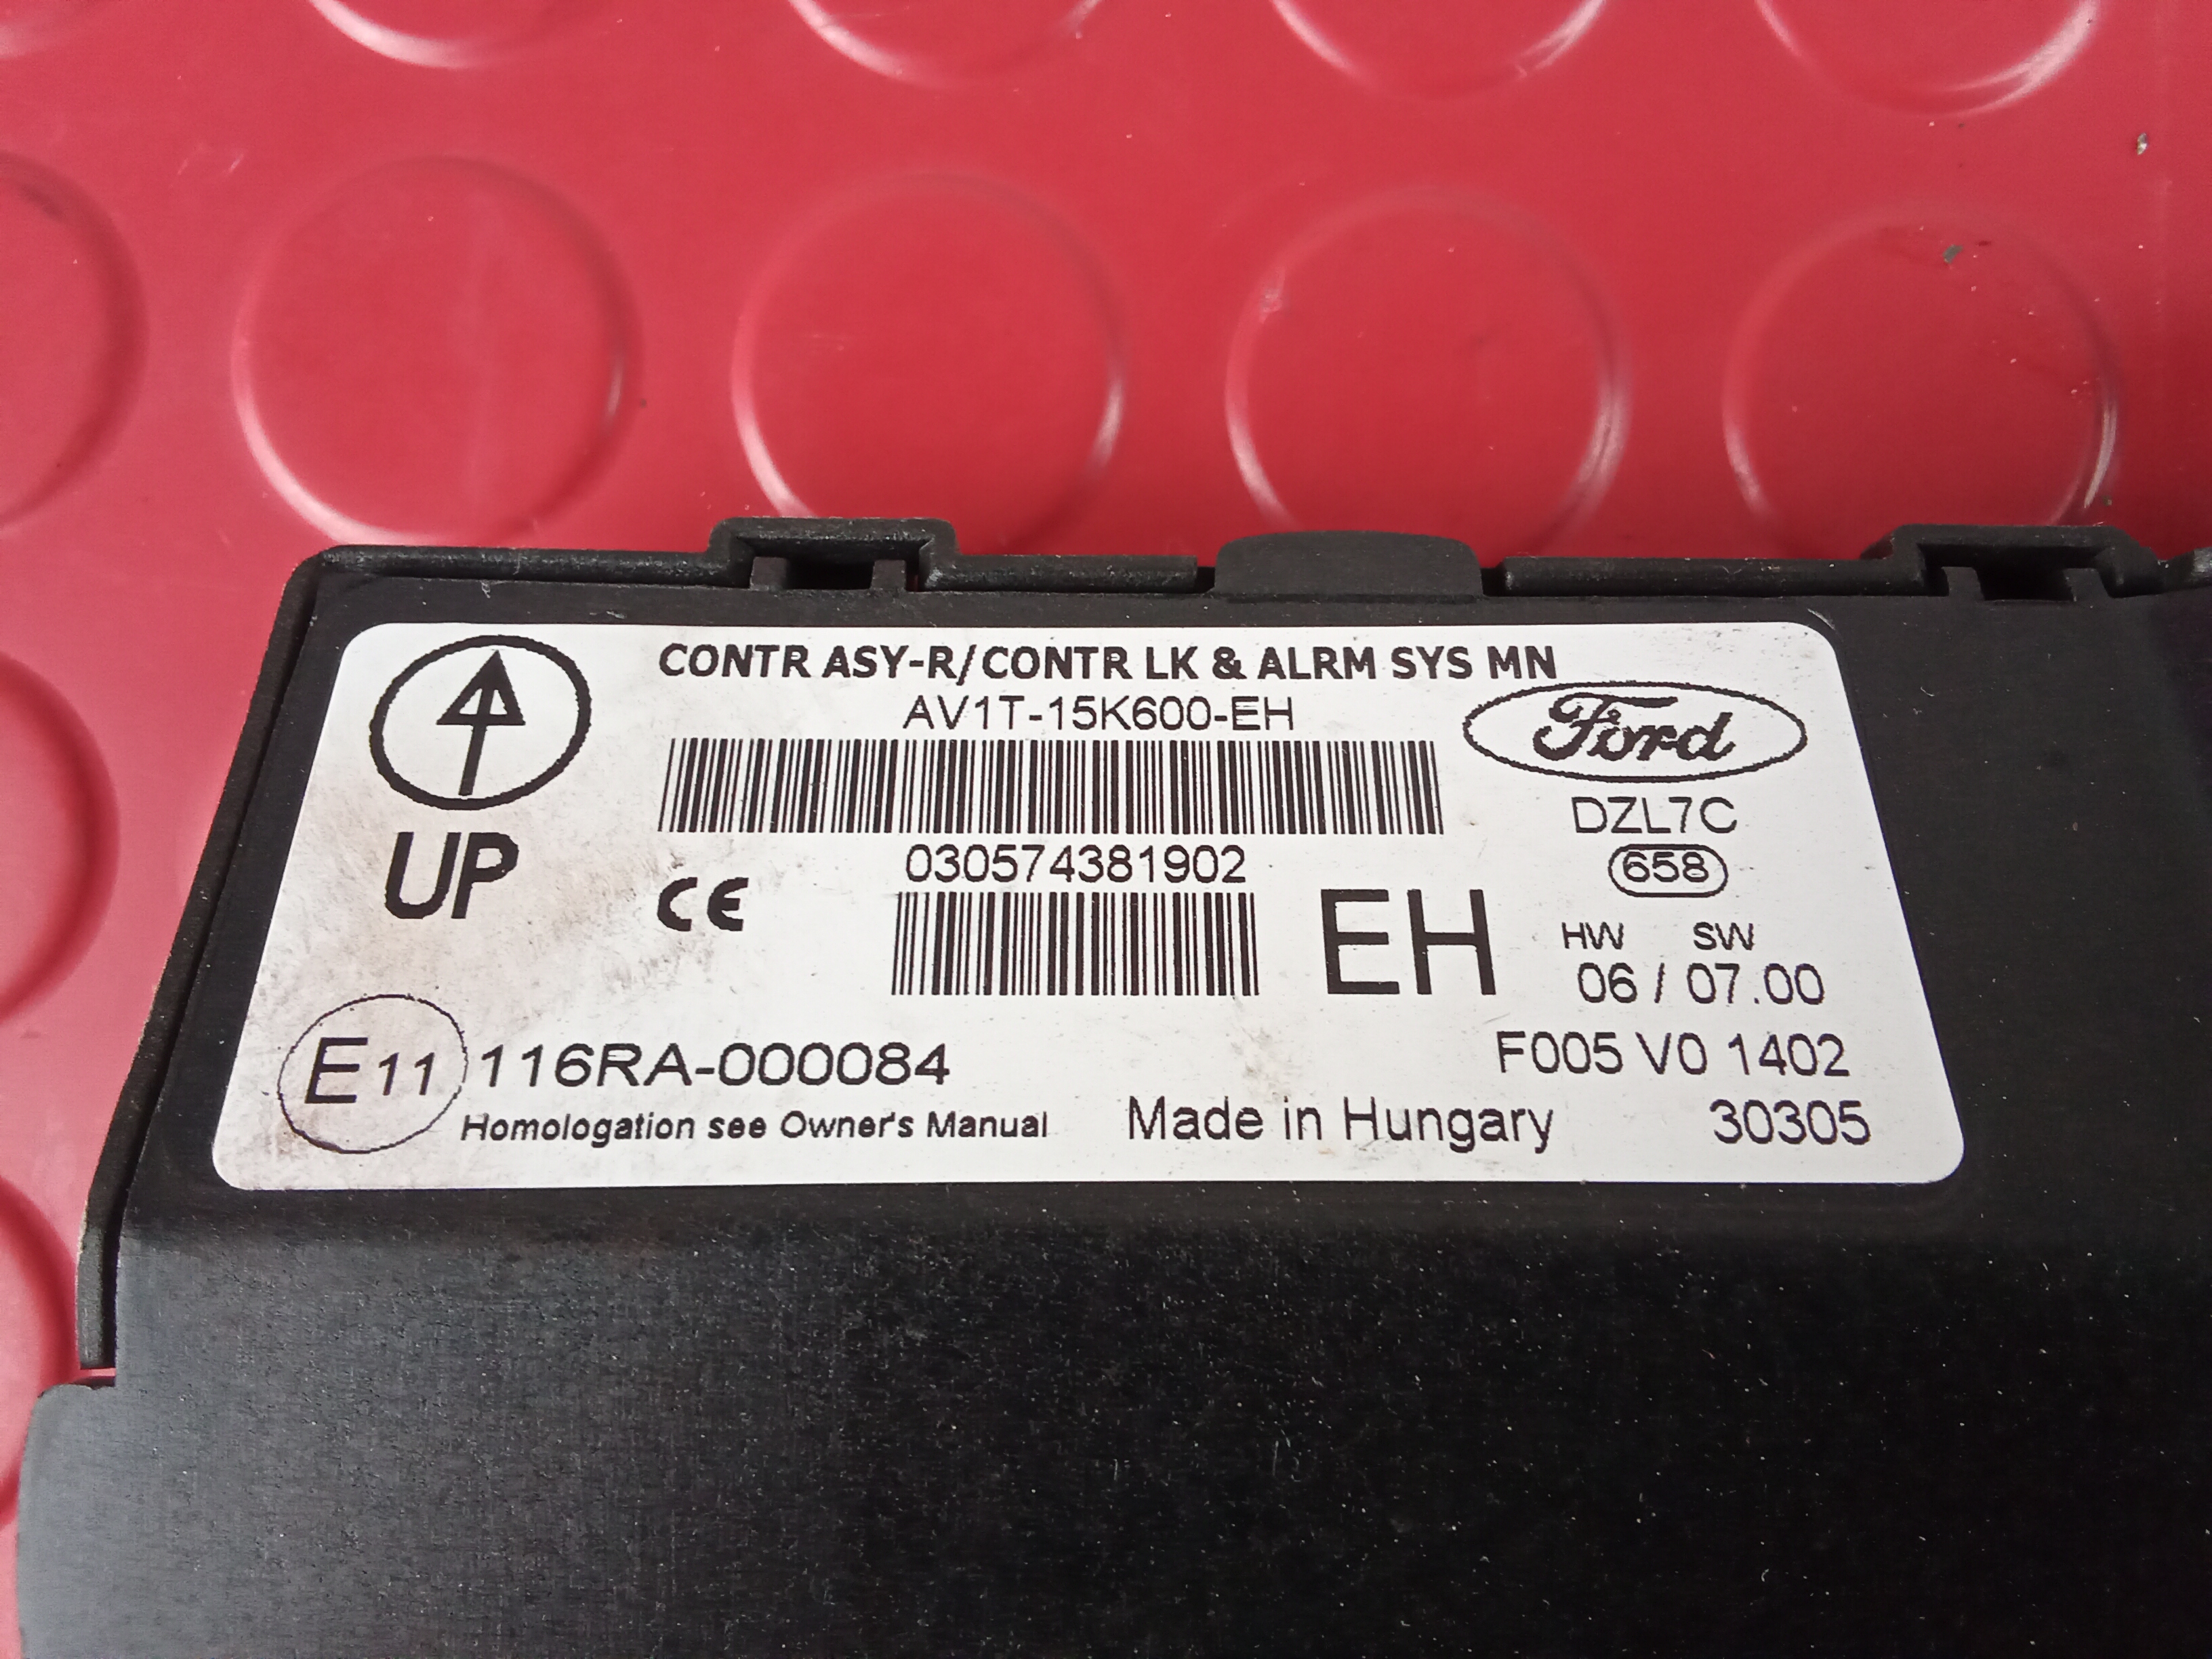 CONTR ASY-R/CONTR LK & ALRM SYS MN
AV1T-15K600-EH
Ford
DZL7C
658
UP
CE
030574381902
EH
HW SW
06 / 07.00
E11 116RA-000084
F005 V0 1402
Homologation see Owner's Manual
Made in Hungary
30305